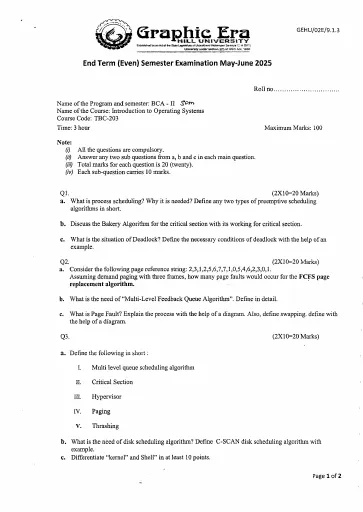 GEHU/02E/9.1.3
Graphic Era
HILL UNIVERSITY
End Term (Even) Semester Examination May-June 2025
Roll no............................
Name of the Program and semester: BCA - II Sem
Name of the Course: Introduction to Operating Systems
Course Code: TBC-203
Time: 3 hour Maximum Marks: 100
Note:
(i) All the questions are compulsory.
(ii) Answer any two sub questions from a, b and c in each main question.
(iii) Total marks for each question is 20 (twenty).
(iv) Each sub-question carries 10 marks.
Q1. (2X10=20 Marks)
a. What is process scheduling? Why it is needed? Define any two types of preemptive scheduling
algorithms in short.
b. Discuss the Bakery Algorithm for the critical section with its working for critical section.
c. What is the situation of Deadlock? Define the necessary conditions of deadlock with the help of an
example.
Q2. (2X10=20 Marks)
a. Consider the following page reference string: 2,3,1,2,5,6,7,7,1,0,5,4,6,2,3,0,1.
Assuming demand paging with three frames, how many page faults would occur for the FCFS page
replacement algorithm.
b. What is the need of "Multi-Level Feedback Queue Algorithm". Define in detail.
c. What is Page Fault? Explain the process with the help of a diagram. Also, define swapping. define with
the help of a diagram.
Q3. (2X10=20 Marks)
a. Define the following in short :
I. Multi level queue scheduling algorithm
II. Critical Section
III. Hypervisor
IV. Paging
V. Thrashing
b. What is the need of disk scheduling algorithm? Define C-SCAN disk scheduling algorithm with
example.
c. Differentiate "kernel" and Shell" in at least 10 points.
Page 1 of 2